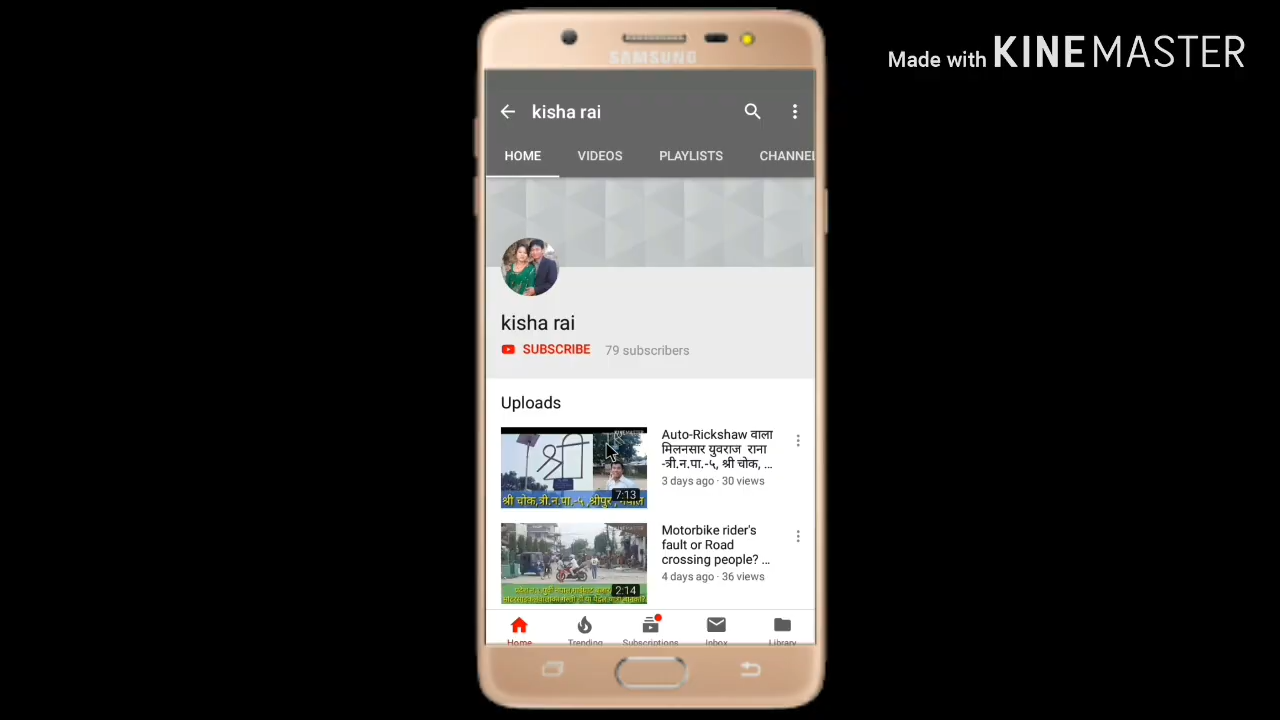 Made with KINEMASTER
SAMSUNG
kisha rai
HOME VIDEOS PLAYLISTS CHANNEL
kisha rai
SUBSCRIBE 79 subscribers
Uploads
Auto-Rickshaw वाला
मिलनसार युवराज राना
-त्री.न.पा.-५, श्री चोक, ...
3 days ago · 30 views
श्री
7:13
श्री चोक,त्री.न.पा.-५ ,श्रीपुर ,नेपाल
Motorbike rider's
fault or Road
crossing people? ...
4 days ago · 36 views
2:14
Home Trending Subscriptions Inbox Library